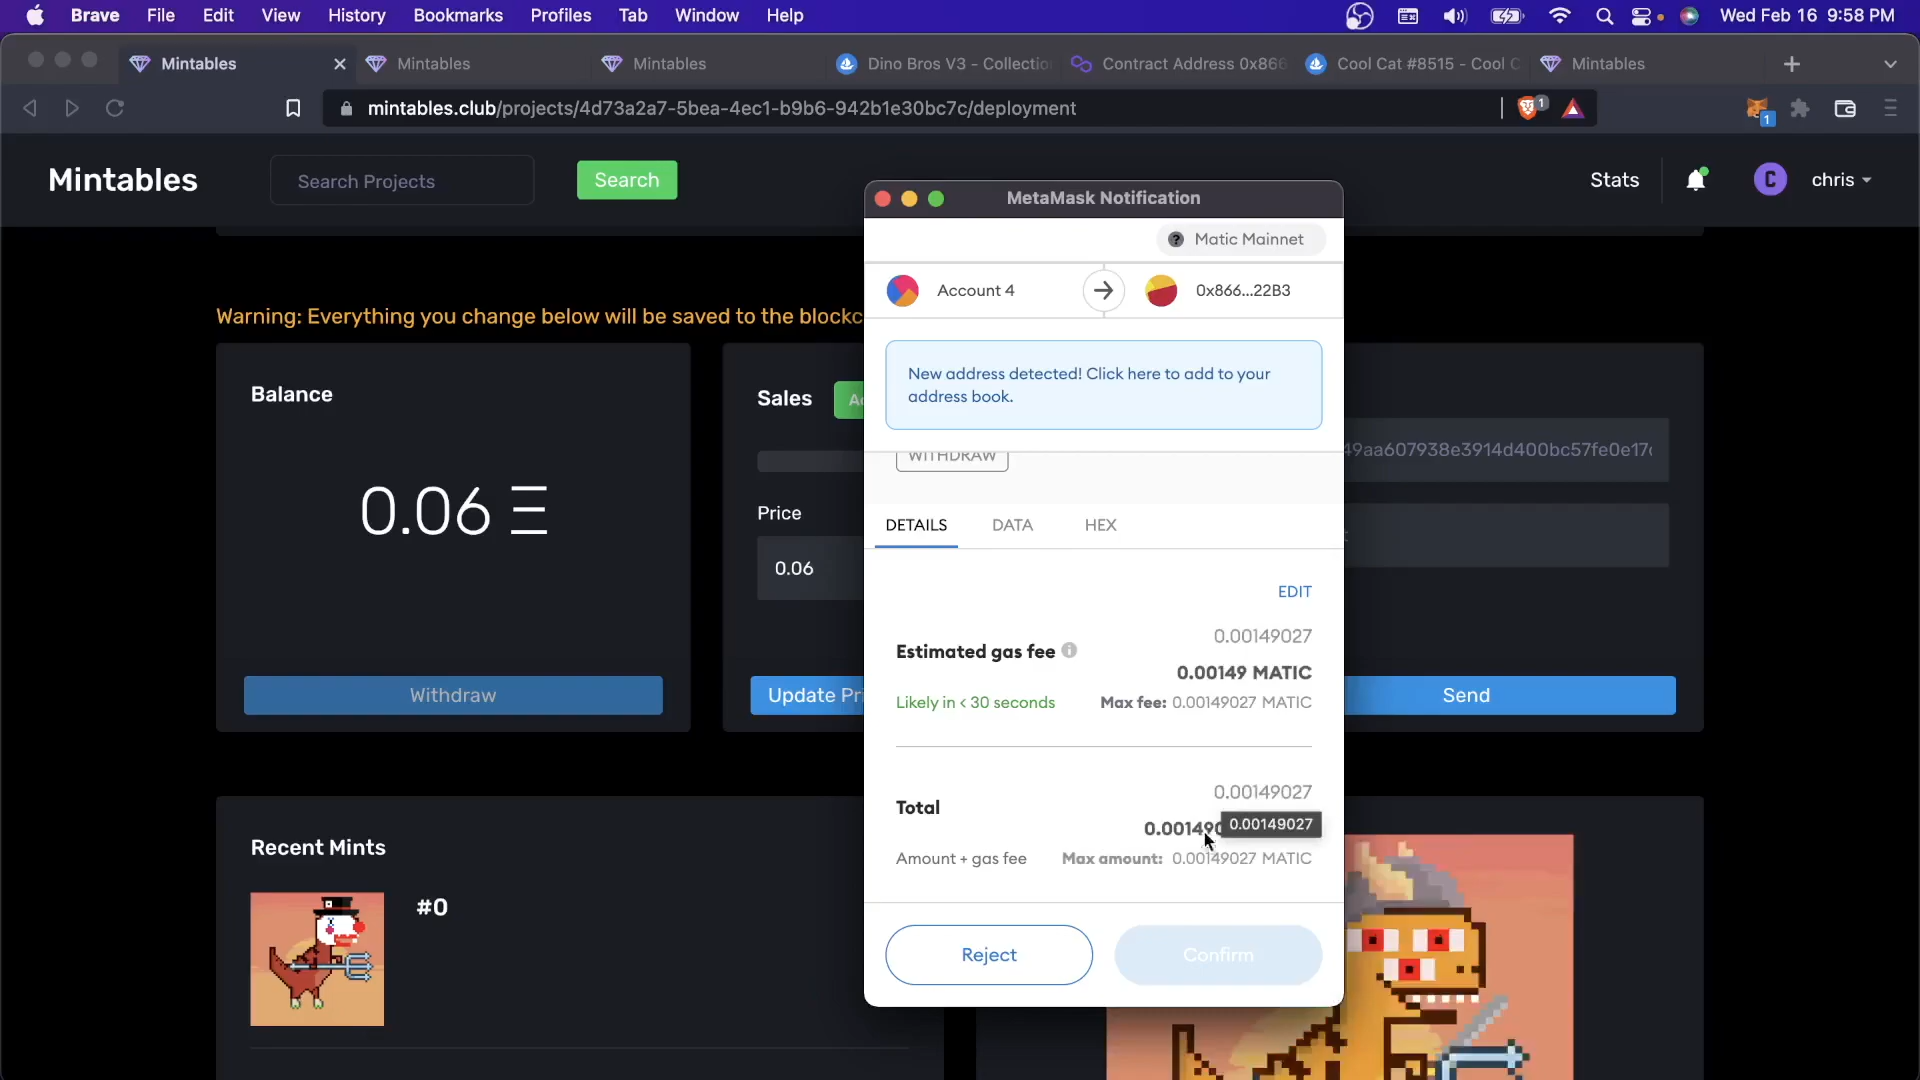 Brave File Edit View History Bookmarks Profiles Tab Window Help Wed Feb 16 9:58 PM
Mintables Mintables Mintables Dino Bros V3 - Collectio Contract Address 0x866 Cool Cat #8515 - Cool C Mintables
mintables.club/projects/4d73a2a7-5bea-4ec1-b9b6-942b1e30bc7c/deployment 1 1
Mintables Search Projects Search Stats C chris
MetaMask Notification
Matic Mainnet
Account 4 0x866...22B3
New address detected! Click here to add to your
address book.
WITHDRAW
DETAILS DATA HEX
EDIT
0.00149027
Estimated gas fee
0.00149 MATIC
Likely in < 30 seconds Max fee: 0.00149027 MATIC
0.00149027
Total
0.00149027
Amount + gas fee Max amount: 0.00149027 MATIC
Reject Confirm
Warning: Everything you change below will be saved to the
Balance
0.06
Withdraw
Sales
Price
0.06
Update
49aa607938e3914d400bc57fe0e17
Send
Recent Mints
#0